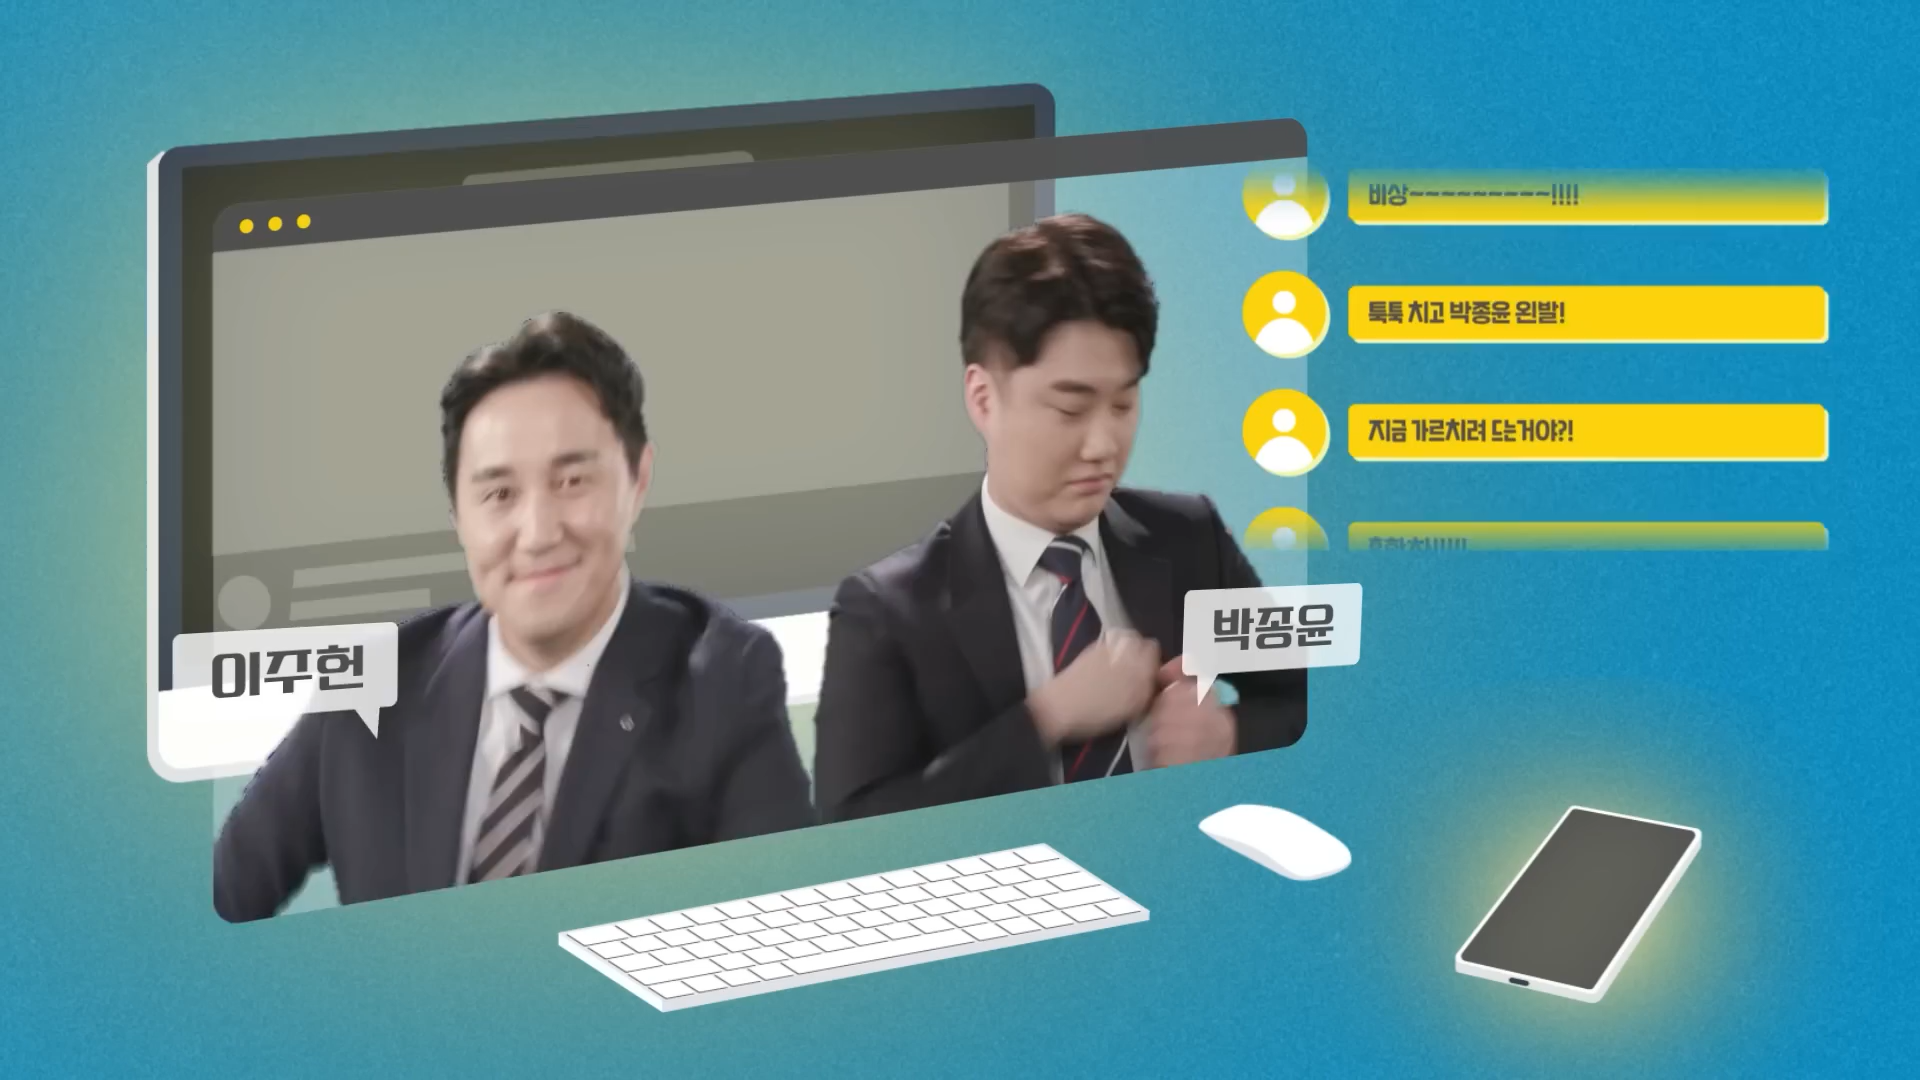 비상~~~~~~~~~~!!!!
툭툭 치고 박종윤 왼발!
지금 가르치려 드는거야?!
이주헌
박종윤